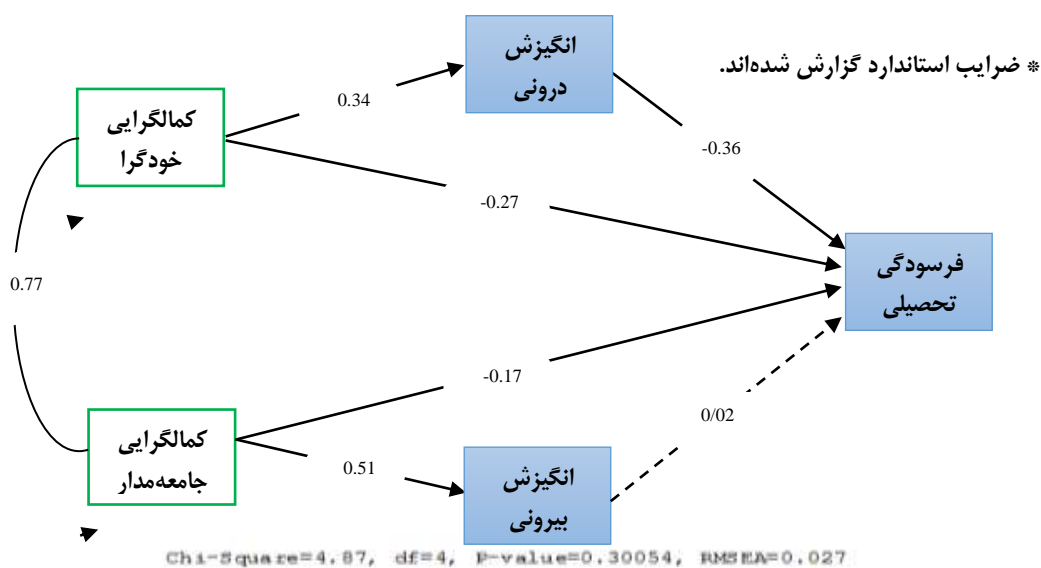 انگیزش
درونی
* ضرایب استاندارد گزارش شده‌اند.
0.34
کمالگرایی
خودگرا
-0.36
-0.27
فرسودگی
تحصیلی
0.77
-0.17
0/02
کمالگرایی
جامعه‌مدار
0.51
انگیزش
بیرونی
Chi-Square=4.87, df=4, P-value=0.30054, RMSEA=0.027